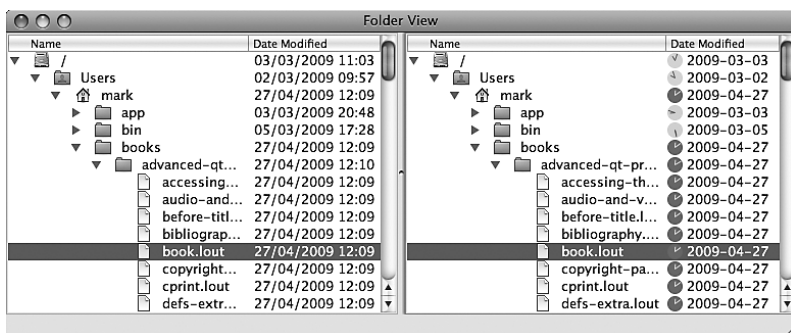 Folder View
Name Date Modified
/ 03/03/2009 11:03
Users 02/03/2009 09:57
mark 27/04/2009 12:09
app 03/03/2009 20:48
bin 05/03/2009 17:28
books 27/04/2009 12:09
advanced-qt... 27/04/2009 12:10
accessing... 27/04/2009 12:09
audio-and... 27/04/2009 12:09
before-titl... 27/04/2009 12:09
bibliograp... 27/04/2009 12:09
book.lout 27/04/2009 12:09
copyright... 27/04/2009 12:09
cprint.lout 27/04/2009 12:09
defs-extr... 27/04/2009 12:09
Name Date Modified
/ 2009-03-03
Users 2009-03-02
mark 2009-04-27
app 2009-03-03
bin 2009-03-05
books 2009-04-27
advanced-qt-pr... 2009-04-27
accessing-th... 2009-04-27
audio-and-v... 2009-04-27
before-title.l... 2009-04-27
bibliography.... 2009-04-27
book.lout 2009-04-27
copyright-pa... 2009-04-27
cprint.lout 2009-04-27
defs-extra.lout 2009-04-27